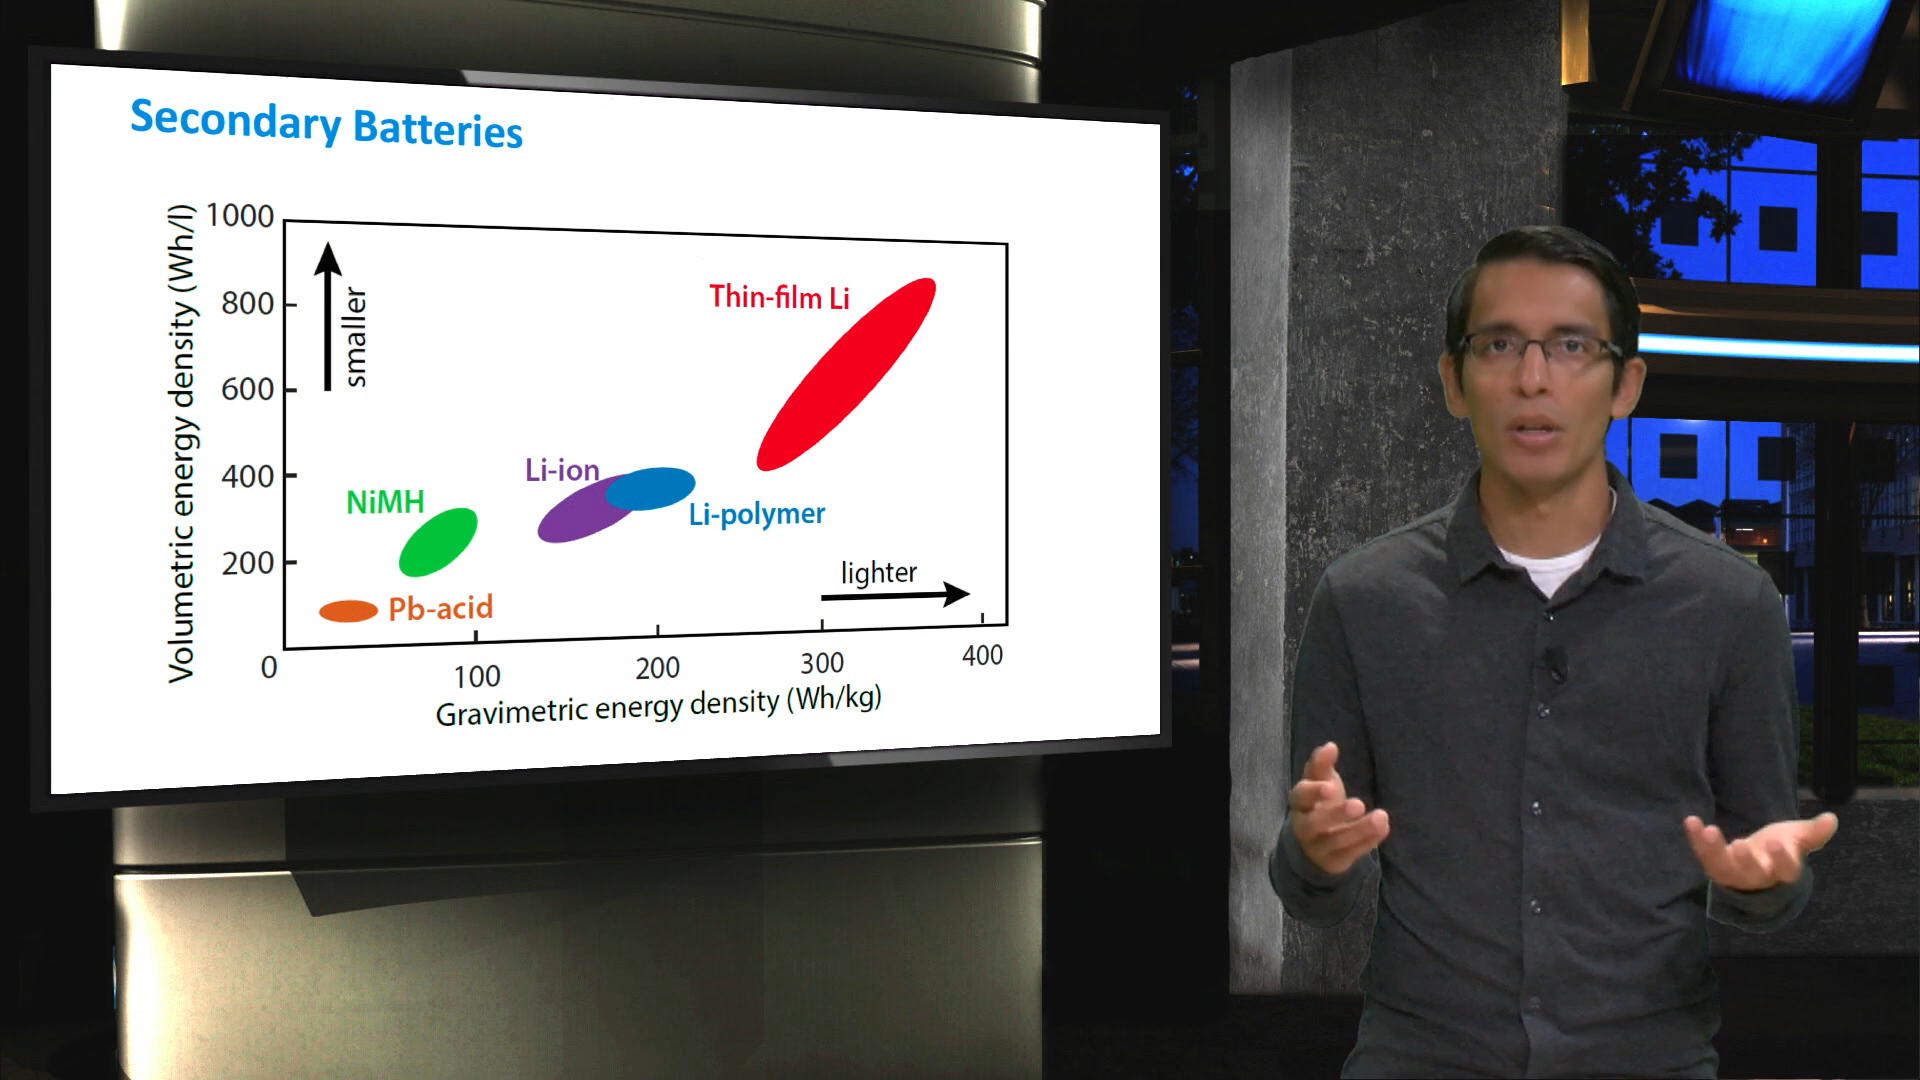 Secondary Batteries
Volumetric energy density (Wh/l)
1000
800
600
400
200
0
smaller
Thin-film Li
Li-ion
NiMH
Li-polymer
lighter
Pb-acid
100
200
300
400
Gravimetric energy density (Wh/kg)